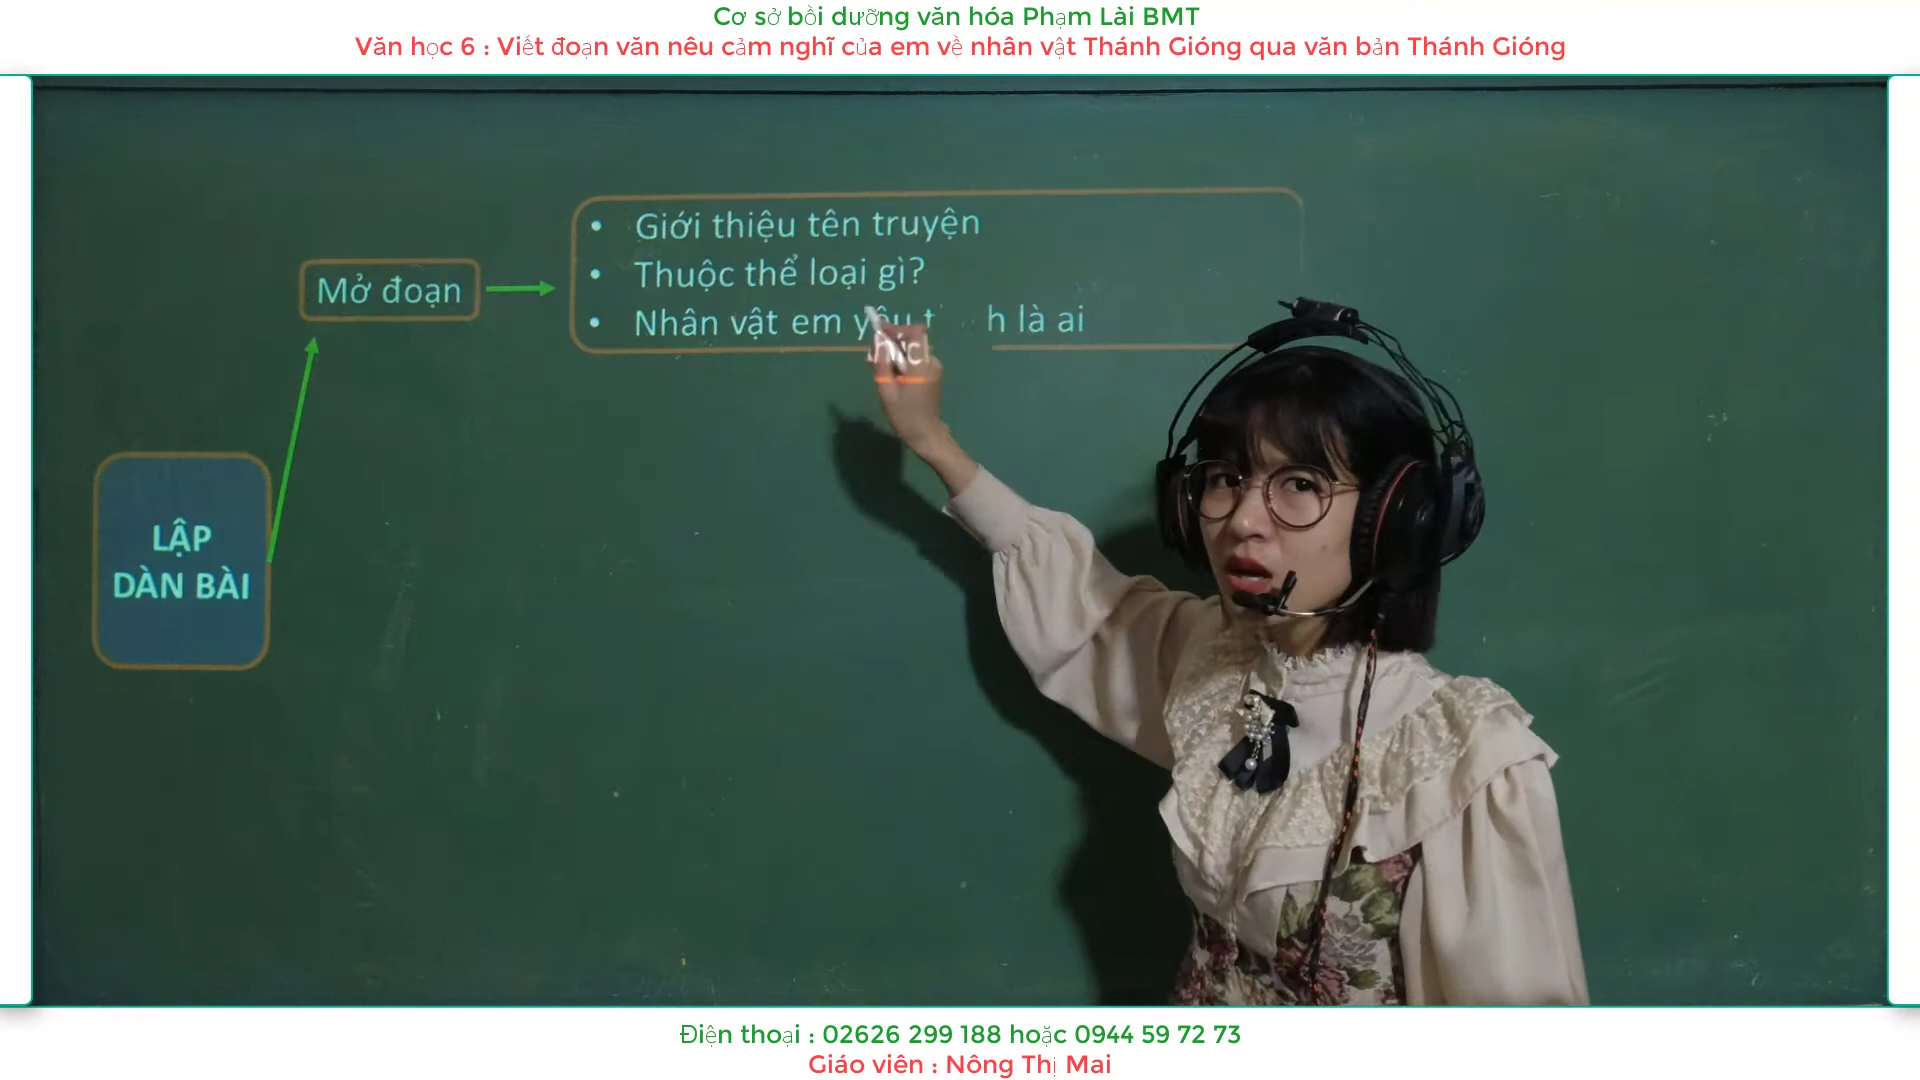 Cơ sở bồi dưỡng văn hóa Phạm Lài BMT
Văn học 6 : Viết đoạn văn nêu cảm nghĩ của em về nhân vật Thánh Gióng qua văn bản Thánh Gióng
• Giới thiệu tên truyện
Mở đoạn
• Thuộc thể loại gì?
• Nhân vật em yêu thích là ai
LẬP
DÀN BÀI
Điện thoại : 02626 299 188 hoặc 0944 59 72 73
Giáo viên : Nông Thị Mai